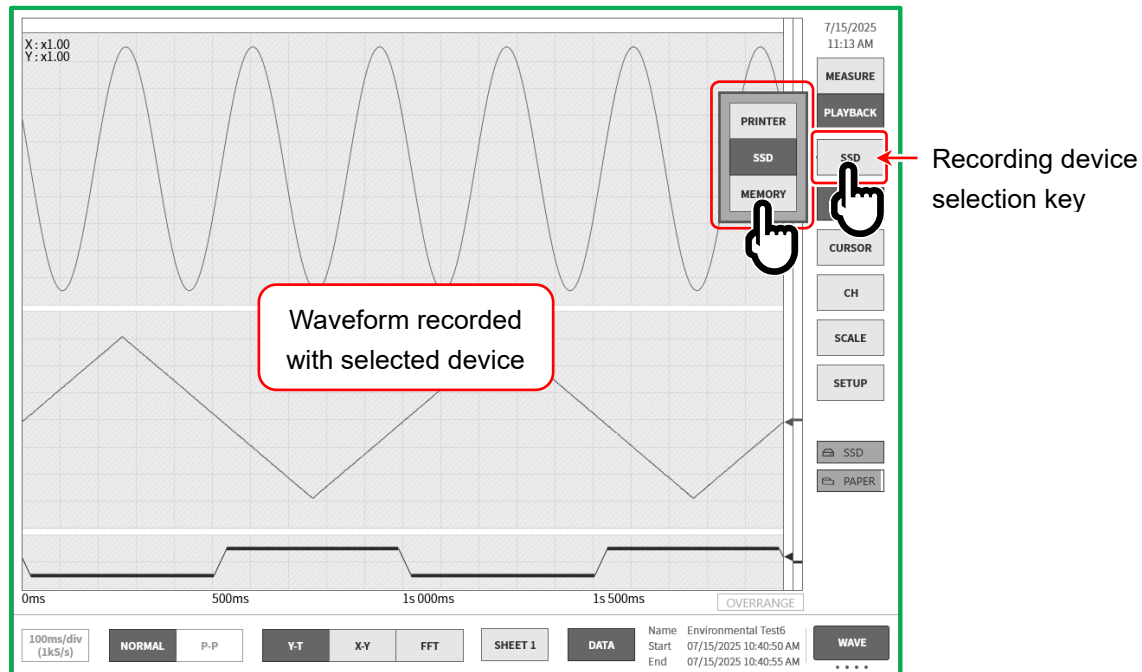 X : x1.00
Y : x1.00
7/15/2025
11:13 AM
MEASURE
PLAYBACK
SSD
CURSOR
CH
SCALE
SETUP
SSD
PAPER
PRINTER
SSD
MEMORY
Recording device
selection key
Waveform recorded
with selected device
0ms 500ms 1s 000ms 1s 500ms
OVERRANGE
100ms/div
(1kS/s)
NORMAL P-P Y-T X-Y FFT SHEET 1 DATA
Name Environmental Test6
Start 07/15/2025 10:40:50 AM
End 07/15/2025 10:40:55 AM
WAVE